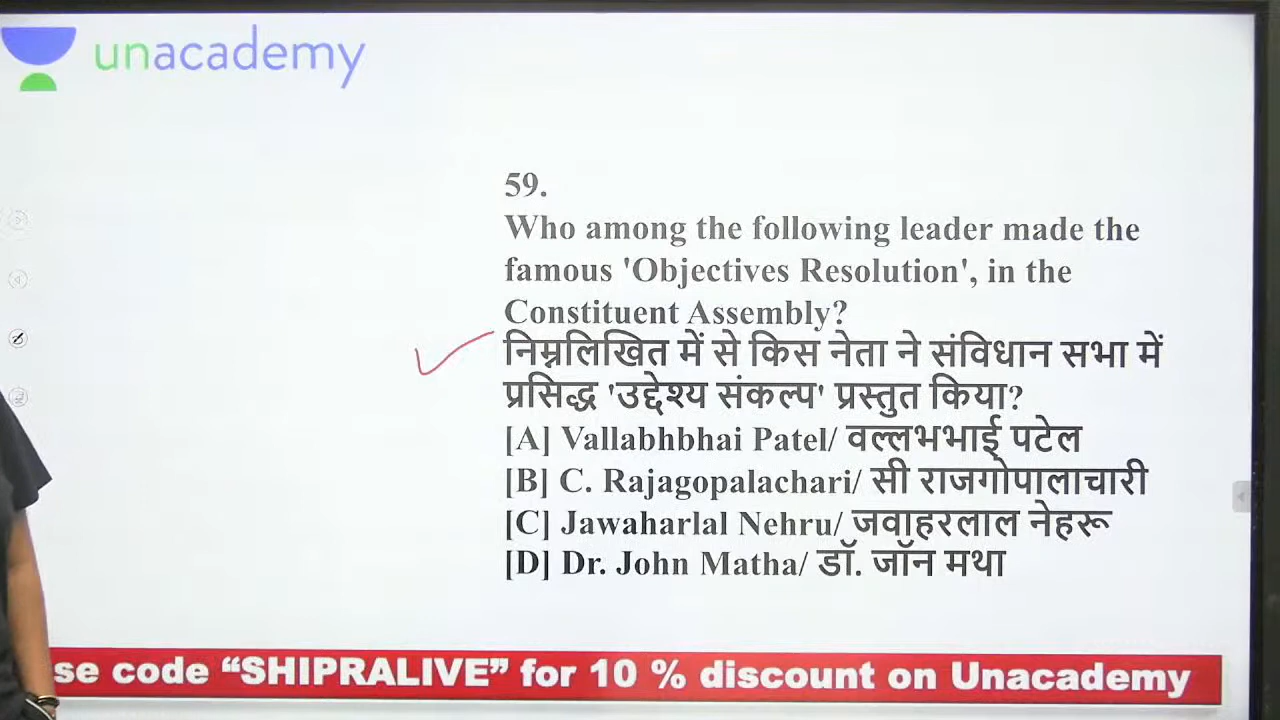 unacademy
59.
Who among the following leader made the
famous 'Objectives Resolution', in the
Constituent Assembly?
निम्नलिखित में से किस नेता ने संविधान सभा में
प्रसिद्ध 'उद्देश्य संकल्प' प्रस्तुत किया?
[A] Vallabhbhai Patel/ वल्लभभाई पटेल
[B] C. Rajagopalachari/ सी राजगोपालाचारी
[C] Jawaharlal Nehru/ जवाहरलाल नेहरू
[D] Dr. John Matha/ डॉ. जॉन मथा
se code “SHIPRALIVE” for 10 % discount on Unacademy